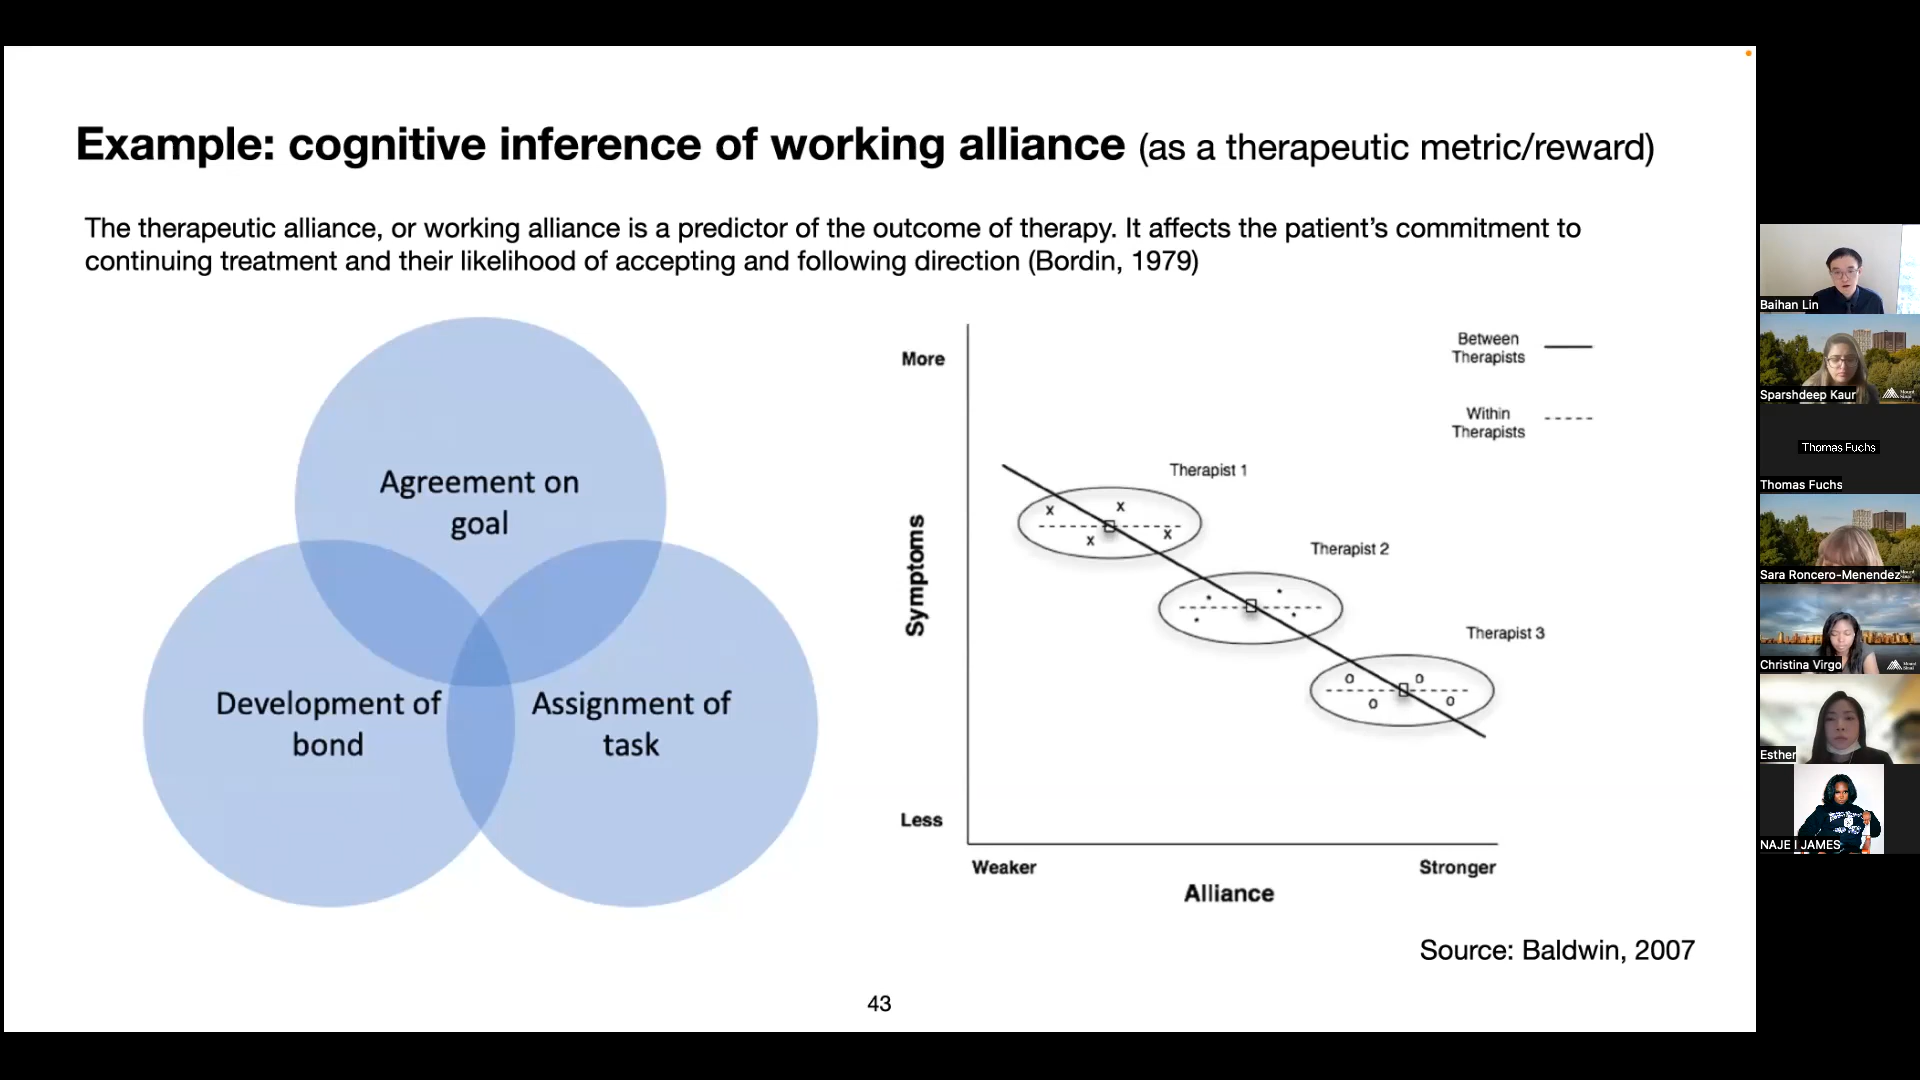 Example: cognitive inference of working alliance (as a therapeutic metric/reward)
The therapeutic alliance, or working alliance is a predictor of the outcome of therapy. It affects the patient’s commitment to
continuing treatment and their likelihood of accepting and following direction (Bordin, 1979)
Agreement on
goal
Development of
bond
Assignment of
task
More
Symptoms
Less
Weaker
Stronger
Alliance
Between
Therapists
Within
Therapists
Therapist 1
x
x
x
x
Therapist 2
Therapist 3
o
o
o
o
Source: Baldwin, 2007
43
Baihan Lin
Sparshdeep Kaur
Thomas Fuchs
Thomas Fuchs
Sara Roncero-Menendez
Christina Virgo
Esther
NAJE I JAMES